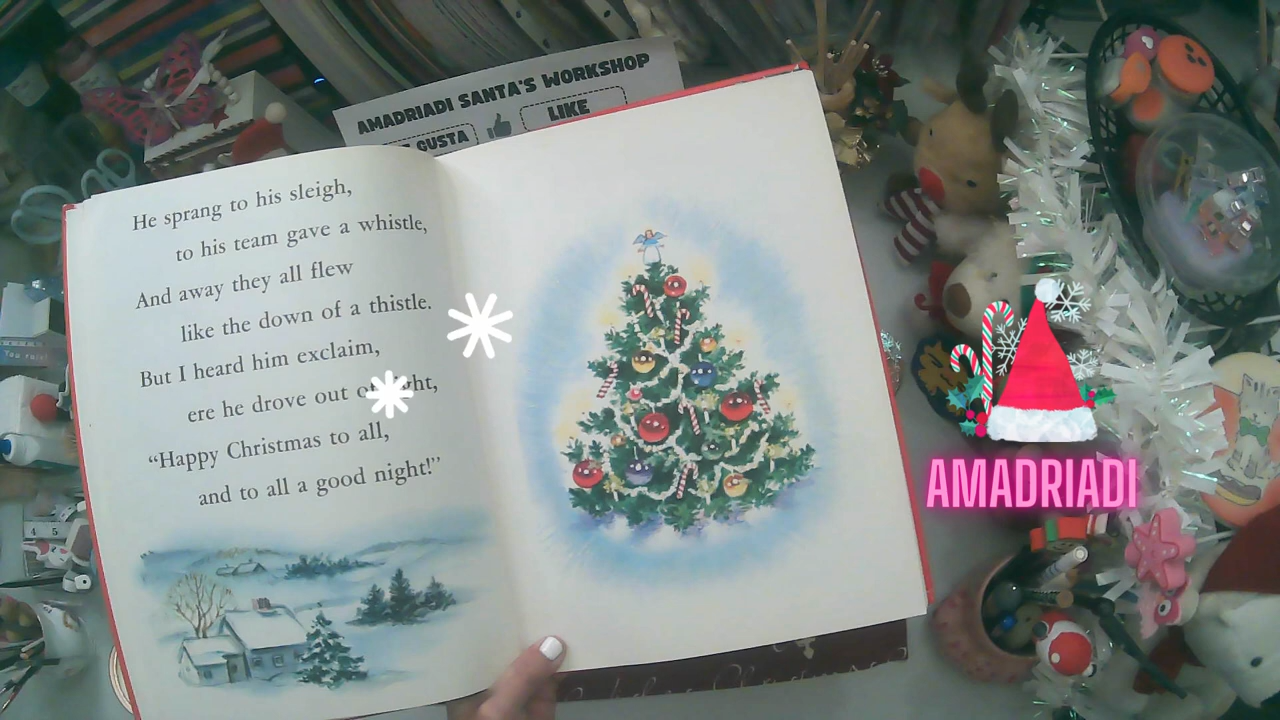 AMADRIADI SANTA'S WORKSHOP
GUSTA
LIKE
He sprang to his sleigh,
to his team gave a whistle,
And away they all flew
like the down of a thistle.
But I heard him exclaim,
ere he drove out of sight,
“Happy Christmas to all,
and to all a good night!”
AMADRIADI